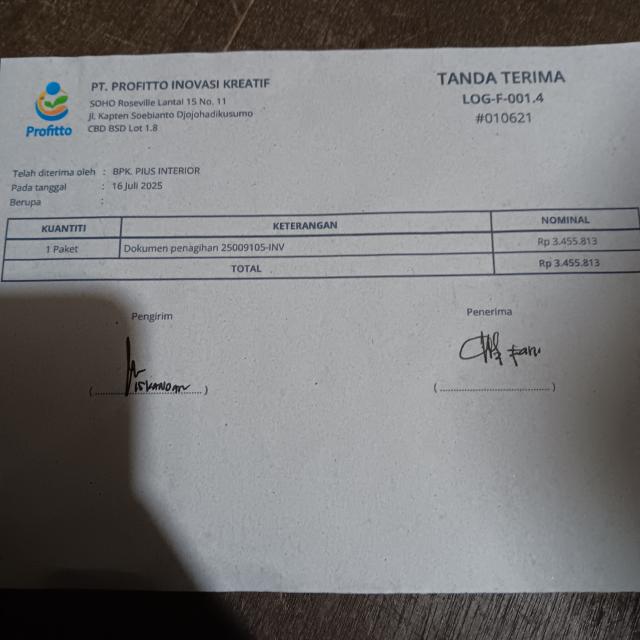 PT. PROFITTO INOVASI KREATIF
SOHO Roseville Lantal 15 No. 11
Jl. Kapten Soebianto Djojohadikusumo
CBD BSD Lot 1.8
Profitto
TANDA TERIMA
LOG-F-001.4
#010621
Telah diterima oleh : BPK. PIUS INTERIOR
Pada tanggal : 16 Juli 2025
Berupa :
KUANTITI KETERANGAN NOMINAL
1 Paket Dokumen penagihan 25009105-INV Rp 3.455.813
TOTAL Rp 3.455.813
Pengirim Penerima
ISKANDAR